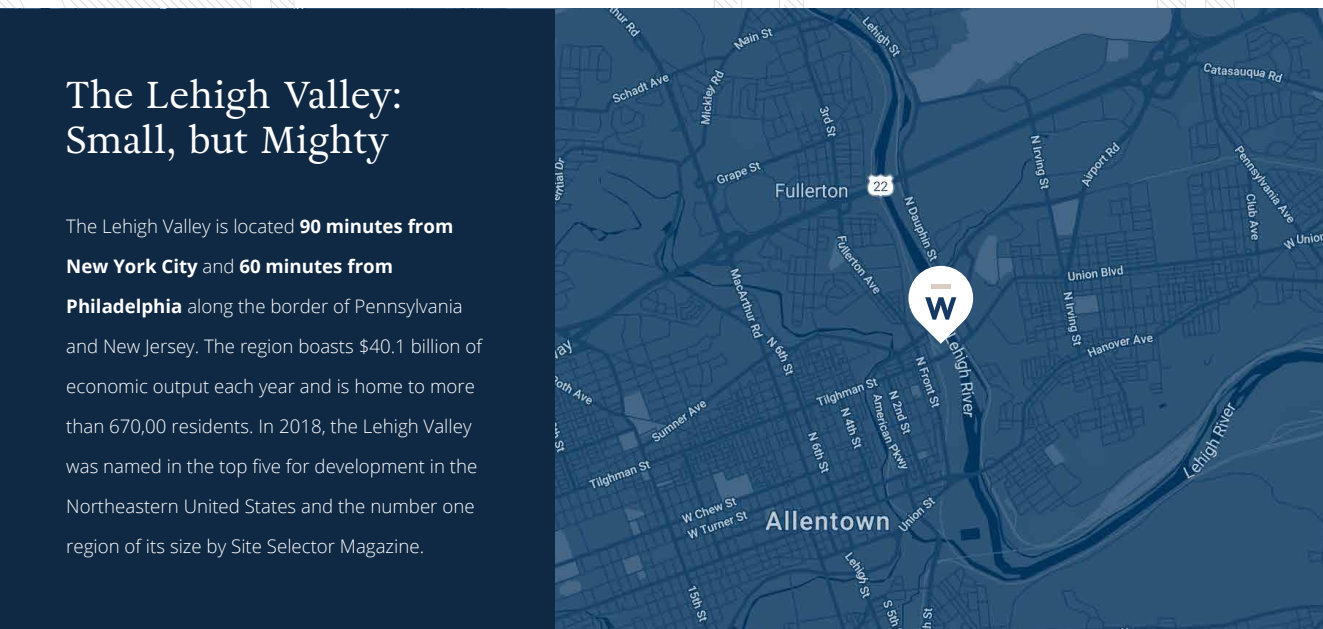 The Lehigh Valley:
Small, but Mighty
The Lehigh Valley is located 90 minutes from
New York City and 60 minutes from
Philadelphia along the border of Pennsylvania
and New Jersey. The region boasts $40.1 billion of
economic output each year and is home to more
than 670,00 residents. In 2018, the Lehigh Valley
was named in the top five for development in the
Northeastern United States and the number one
region of its size by Site Selector Magazine.
Main St
Lehigh St
Catasauqua Rd
Schadt Ave
Mickley Rd
3rd St
N Irving St
Airport Rd
Pennsylvania Ave
Grape St
Fullerton
22
Club Ave
N Dauphin St
Fullerton Ave
Union Blvd
MacArthur Rd
W
N Irving St
Hanover Ave
N 6th St
Lehigh River
N Front St
Tilghman St
N 2nd St
American Pkwy
N 4th St
Sumner Ave
N 6th St
Lehigh River
Tilghman St
W Chew St
W Turner St
Allentown
Union St
Lehigh St
15th St
S 5th St